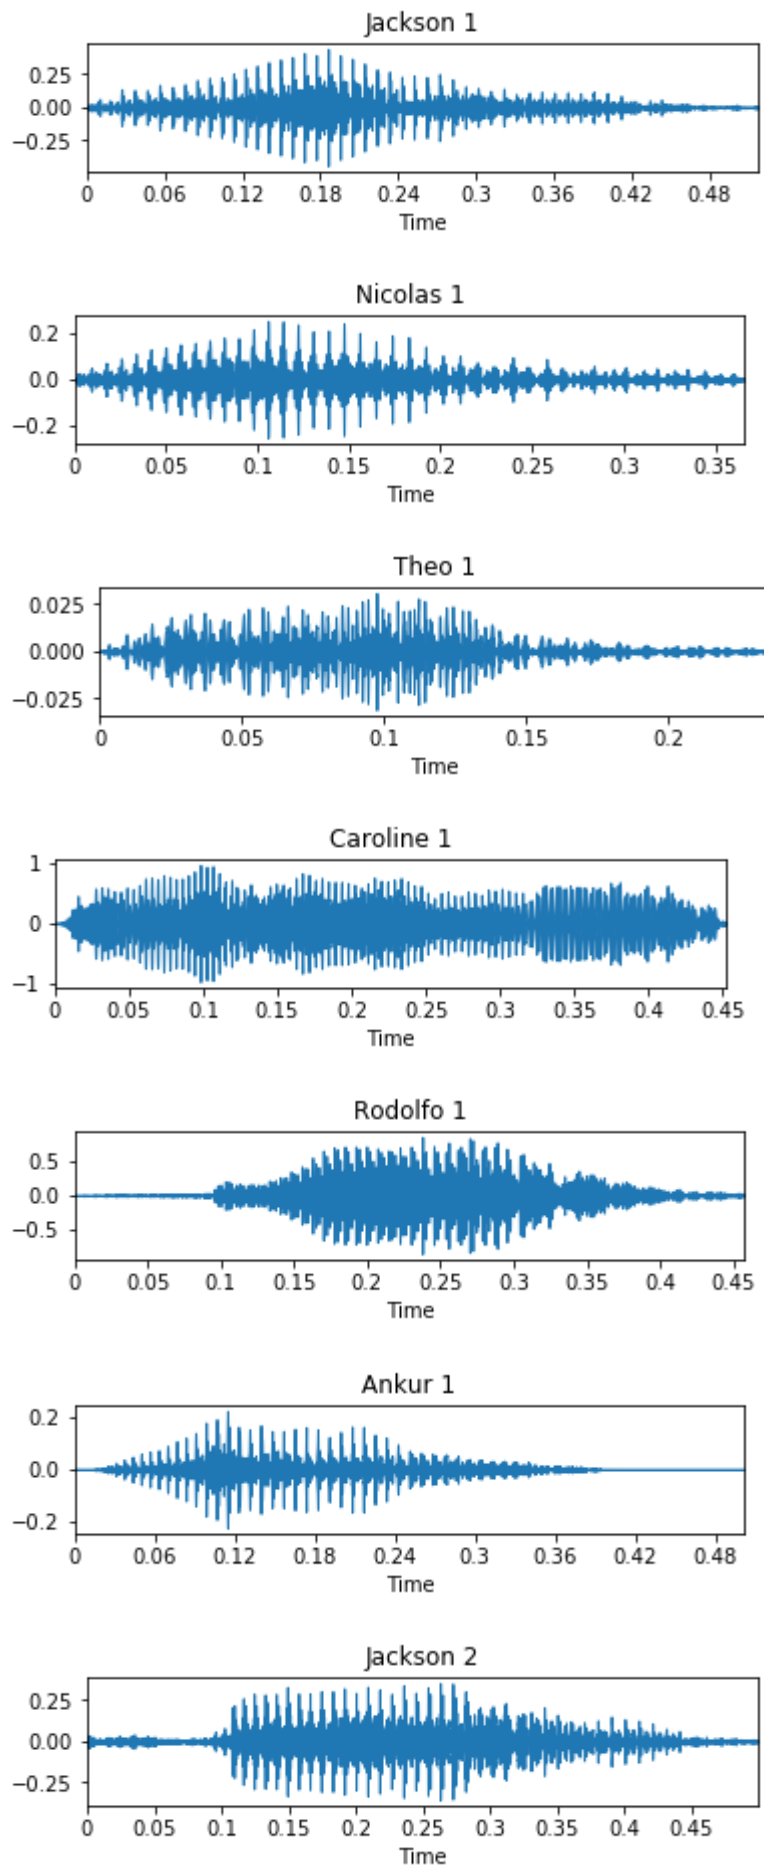 Jackson 1
0.25
0.00
−0.25
0 0.06 0.12 0.18 0.24 0.3 0.36 0.42 0.48
Time
Nicolas 1
0.2
0.0
−0.2
0 0.05 0.1 0.15 0.2 0.25 0.3 0.35
Time
Theo 1
0.025
0.000
−0.025
0 0.05 0.1 0.15 0.2
Time
Caroline 1
1
0
−1
0 0.05 0.1 0.15 0.2 0.25 0.3 0.35 0.4 0.45
Time
Rodolfo 1
0.5
0.0
−0.5
0 0.05 0.1 0.15 0.2 0.25 0.3 0.35 0.4 0.45
Time
Ankur 1
0.2
0.0
−0.2
0 0.06 0.12 0.18 0.24 0.3 0.36 0.42 0.48
Time
Jackson 2
0.25
0.00
−0.25
0 0.05 0.1 0.15 0.2 0.25 0.3 0.35 0.4 0.45
Time